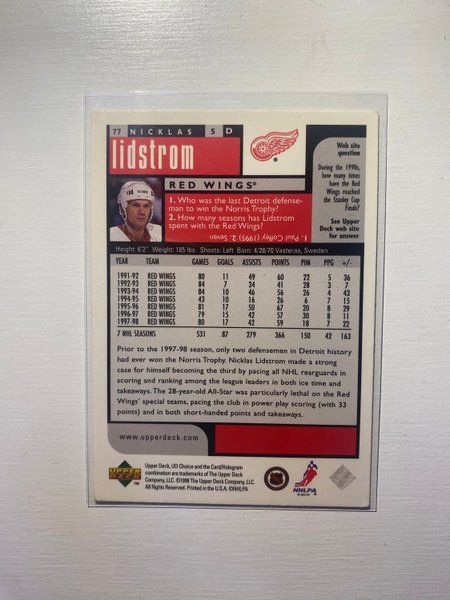 77 NICKLAS 5 D
lidstrom
RED WINGS®
1. Who was the last Detroit defense-
man to win the Norris Trophy?
2. How many seasons has Lidstrom
spent with the Red Wings?
1. Paul Coffey (1995) 2. Seven
Web site
question
During the 1990s,
how many times
have the Red
Wings reached
the Stanley Cup
Finals?
See Upper
Deck web site
for answer
Height: 6'2" Weight: 185 lbs. Shoots: Left Born: 4/28/70 Vasteras, Sweden
YEAR TEAM GAMES GOALS ASSISTS POINTS PIM PPG +/-
1991-92 RED WINGS 80 11 49 60 22 5 36
1992-93 RED WINGS 84 7 34 41 28 3 7
1993-94 RED WINGS 84 10 46 56 26 4 43
1994-95 RED WINGS 43 10 16 26 6 7 15
1995-96 RED WINGS 81 17 50 67 20 8 29
1996-97 RED WINGS 79 15 42 57 30 8 11
1997-98 RED WINGS 80 17 42 59 18 7 22
7 NHL SEASONS 531 87 279 366 150 42 163
Prior to the 1997-98 season, only two defensemen in Detroit history
had ever won the Norris Trophy. Nicklas Lidstrom made a strong
case for himself becoming the third by pacing all NHL rearguards in
scoring and ranking among the league leaders in both ice time and
takeaways. The 28-year-old All-Star was particularly lethal on the Red
Wings' special teams, pacing the club in power play scoring (with 33
points) and in both short-handed points and takeaways.
www.upperdeck.com
UPPER
DECK
TM
Upper Deck, UD Choice and the Card/Hologram
combination are trademarks of The Upper Deck
Company, LLC. ©1998 The Upper Deck Company, LLC.
All Rights Reserved. Printed in the U.S.A. ©NHLPA
NHL
NHLPA